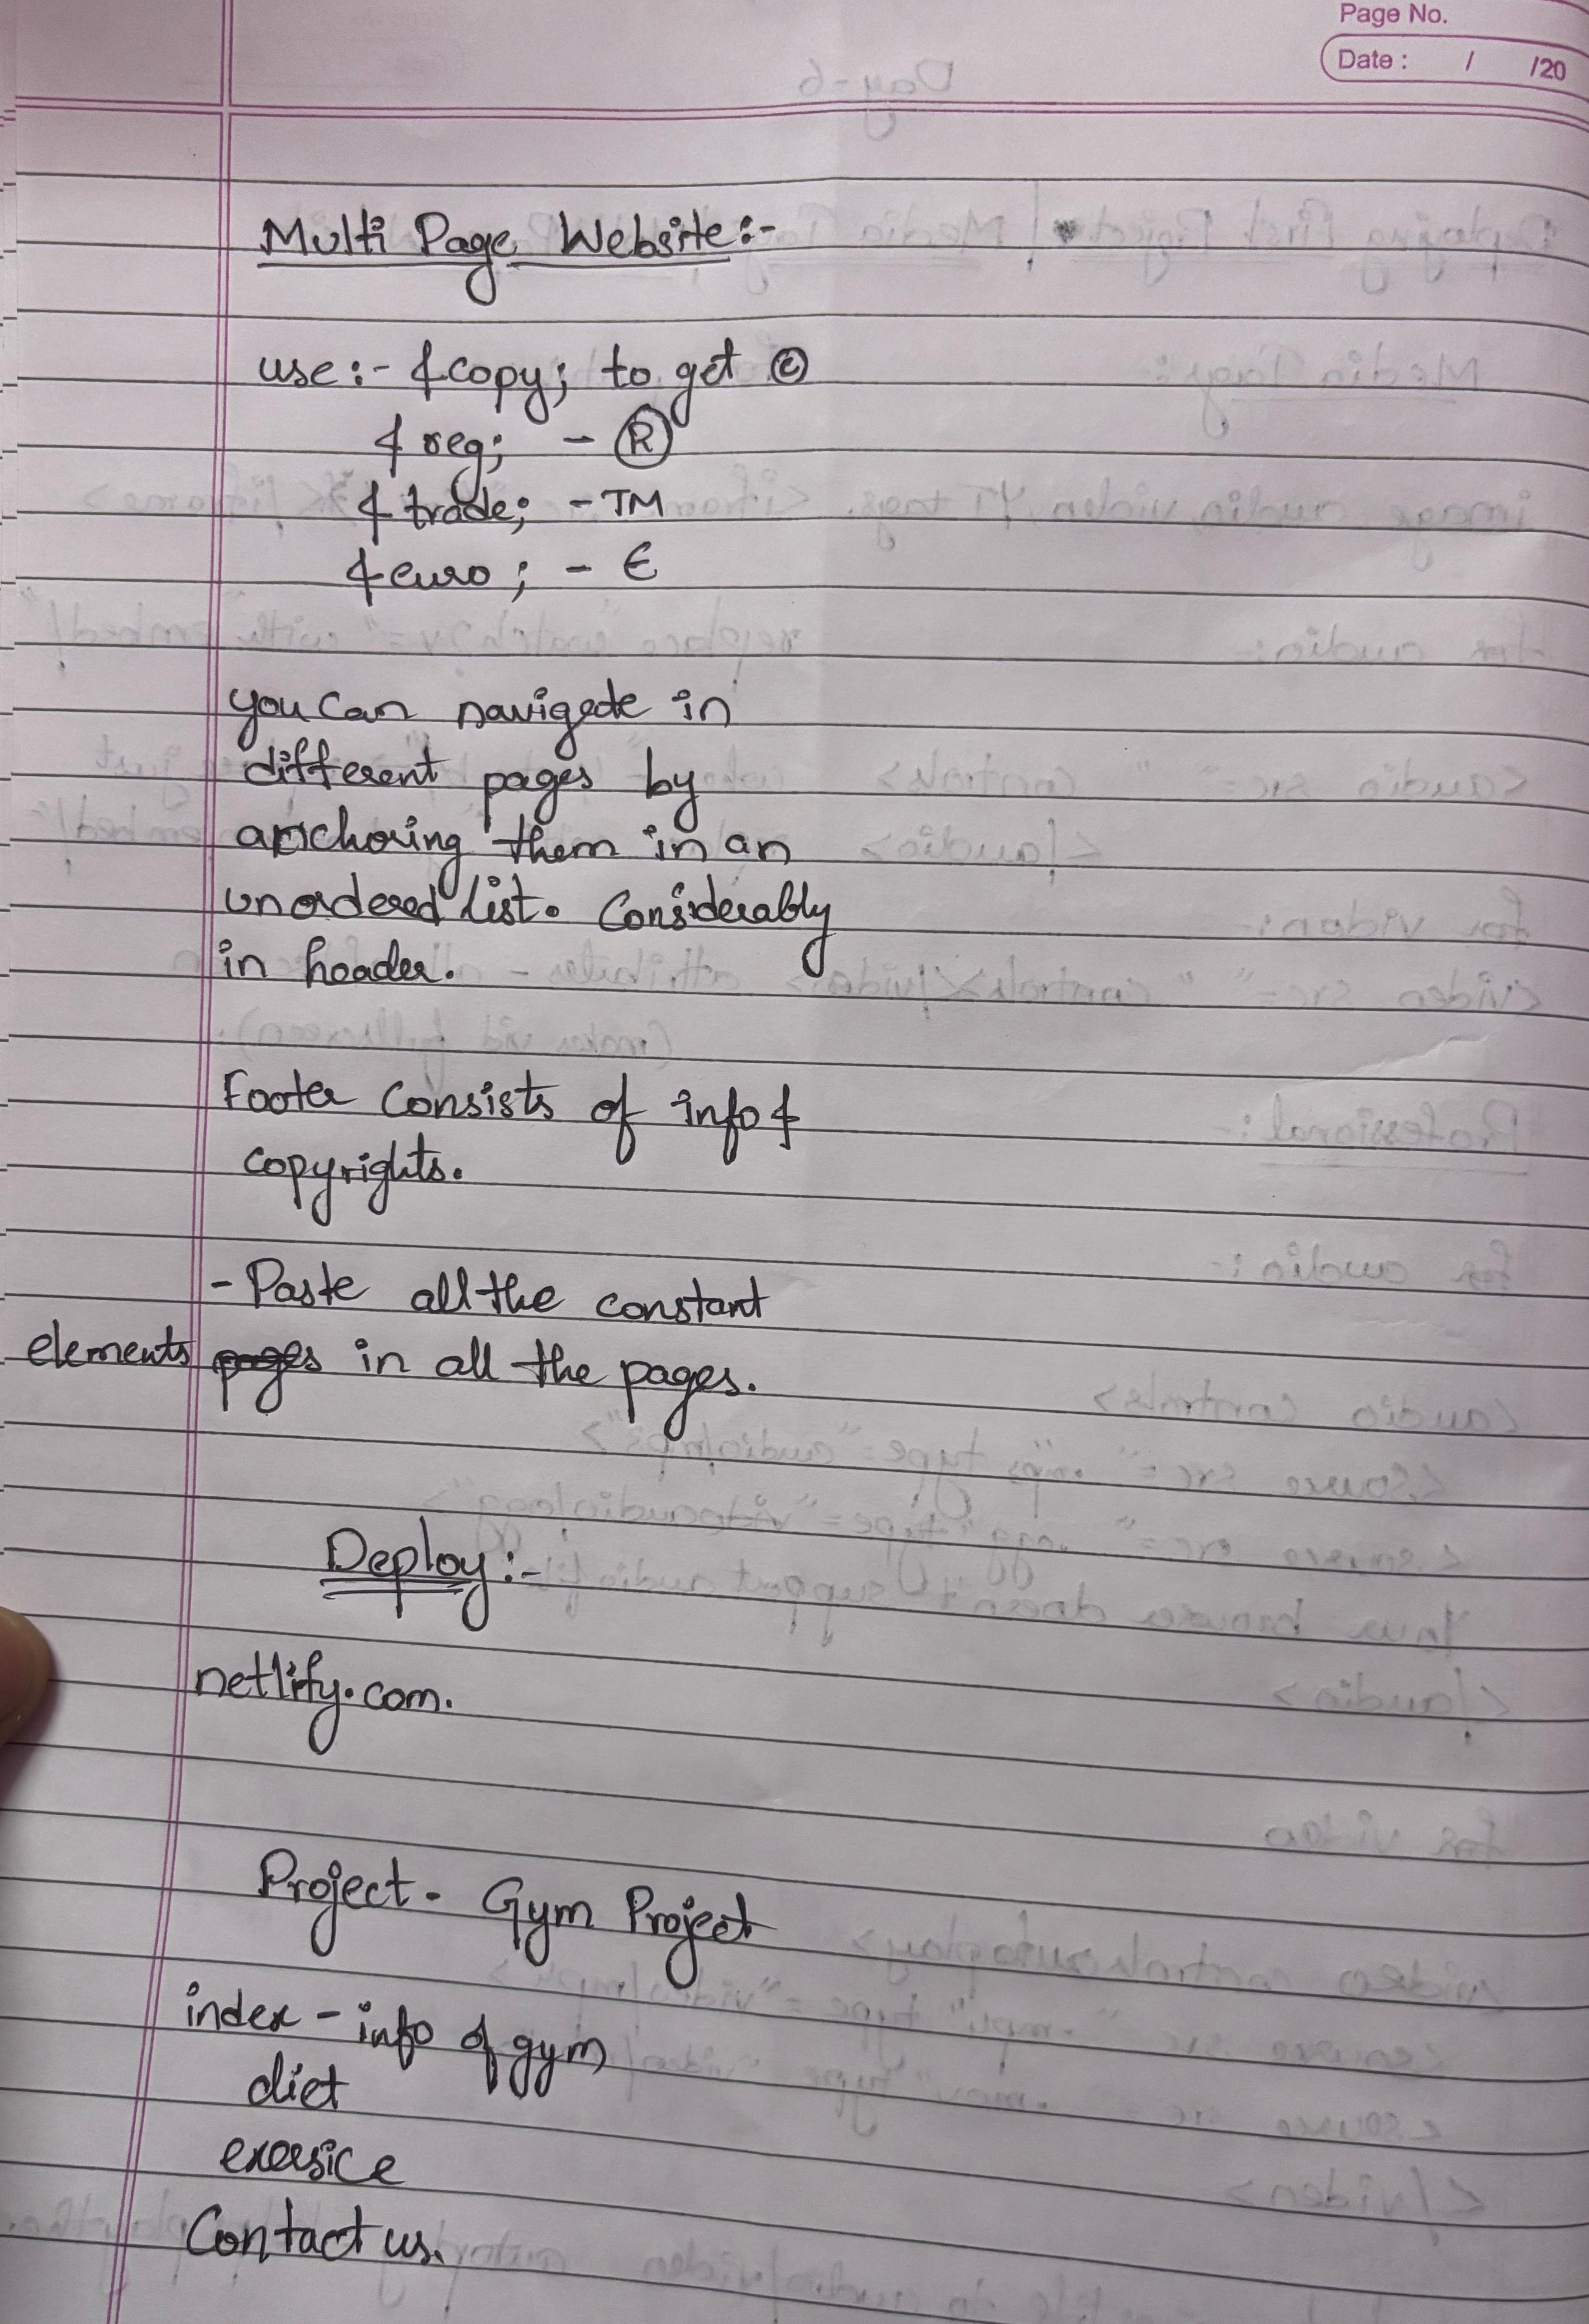 Page No.
Date : / /20
Multi Page Website:-
use:- &copy; to get ©
&reg; - ®
&trade; - TM
&euro; - €
you can navigate in
different pages by
anchoring them in an
unordered list. Considerably
in header.
Footer consists of info &
copyrights.
- Paste all the constant
elements pages in all the pages.
Deploy:-
netlify.com.
Project - Gym Project
index - info of gym
diet
exersice
Contact us.